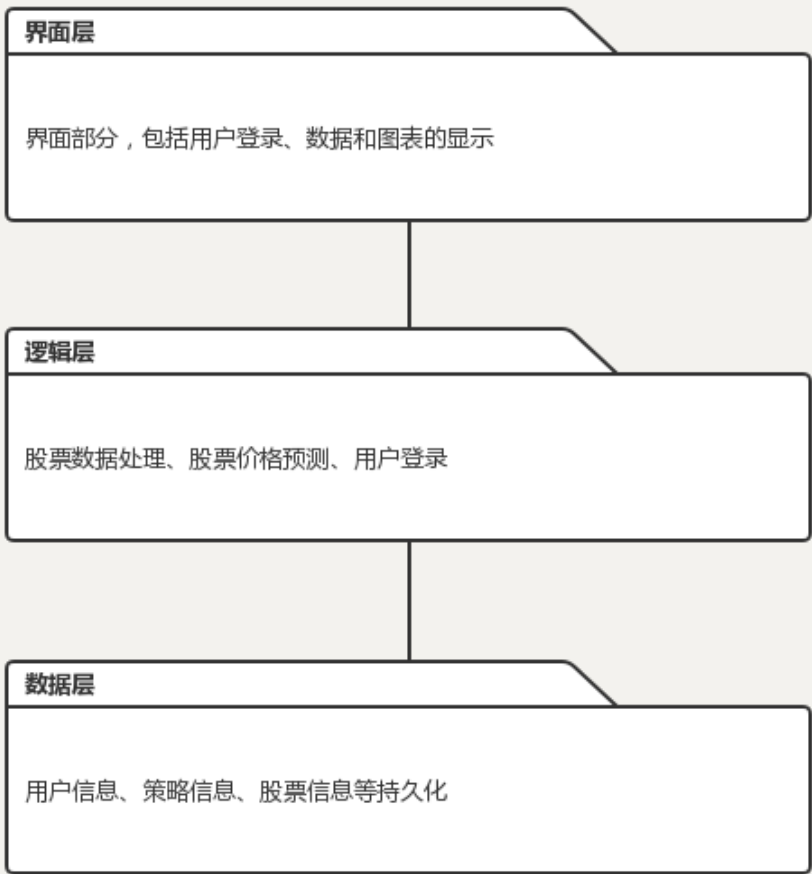 界面层
界面部分，包括用户登录、数据和图表的显示
逻辑层
股票数据处理、股票价格预测、用户登录
数据层
用户信息、策略信息、股票信息等持久化